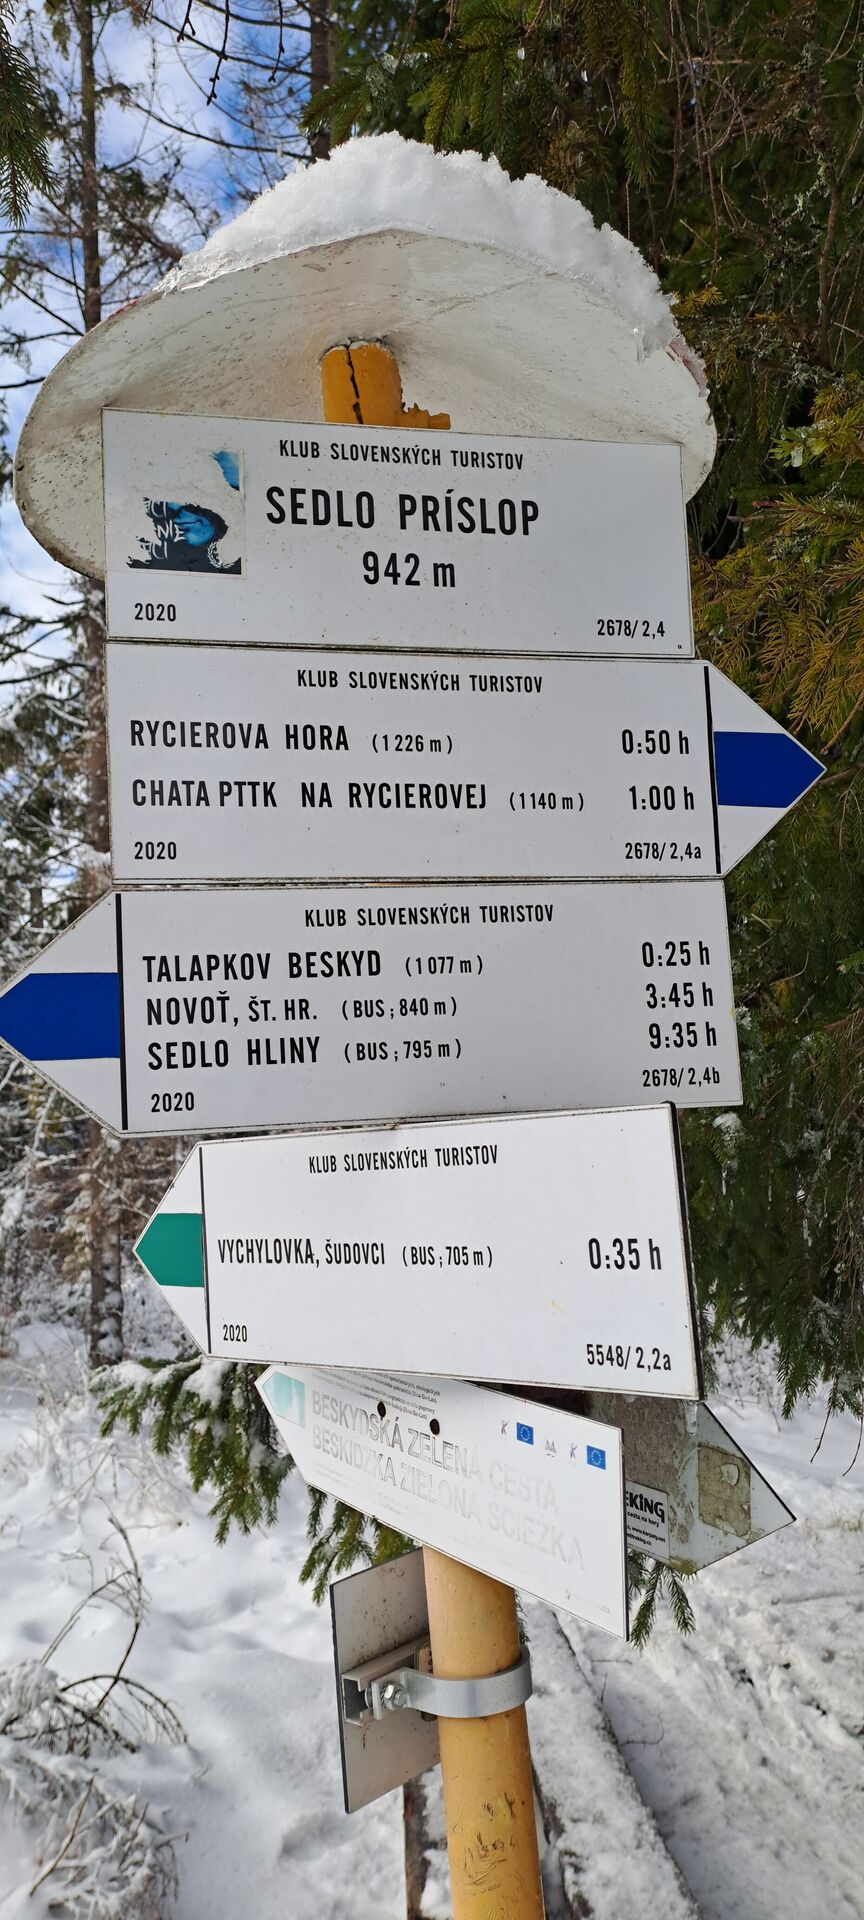 KLUB SLOVENSKÝCH TURISTOV
SEDLO PRÍSLOP
942 m
2020
2678/2,4
KLUB SLOVENSKÝCH TURISTOV
RYCIEROVA HORA (1226 m) 0:50 h
CHATA PTTK NA RYCIEROVEJ (1140 m) 1:00 h
2020
2678/2,4a
KLUB SLOVENSKÝCH TURISTOV
TALAPKOV BESKYD (1077 m) 0:25 h
NOVOŤ, ŠT. HR. (BUS; 840 m) 3:45 h
SEDLO HLINY (BUS; 795 m) 9:35 h
2020
2678/2,4b
KLUB SLOVENSKÝCH TURISTOV
VYCHYLOVKA, ŠUDOVCI (BUS; 705 m) 0:35 h
2020
5548/2,2a
BESKYDSKÁ ZELENÁ CESTA
BESKIDZKA ZIELONA ŚCIEŻKA
cesta na hory